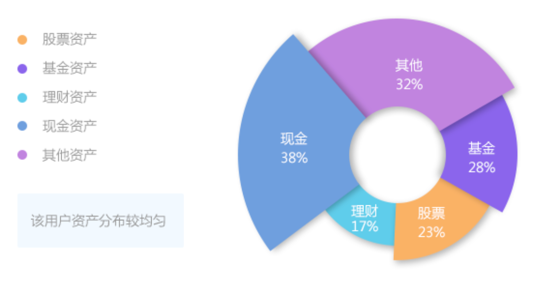 股票资产
基金资产
理财资产
现金资产
其他资产
该用户资产分布较均匀
其他
32%
现金
38%
基金
28%
理财
17%
股票
23%